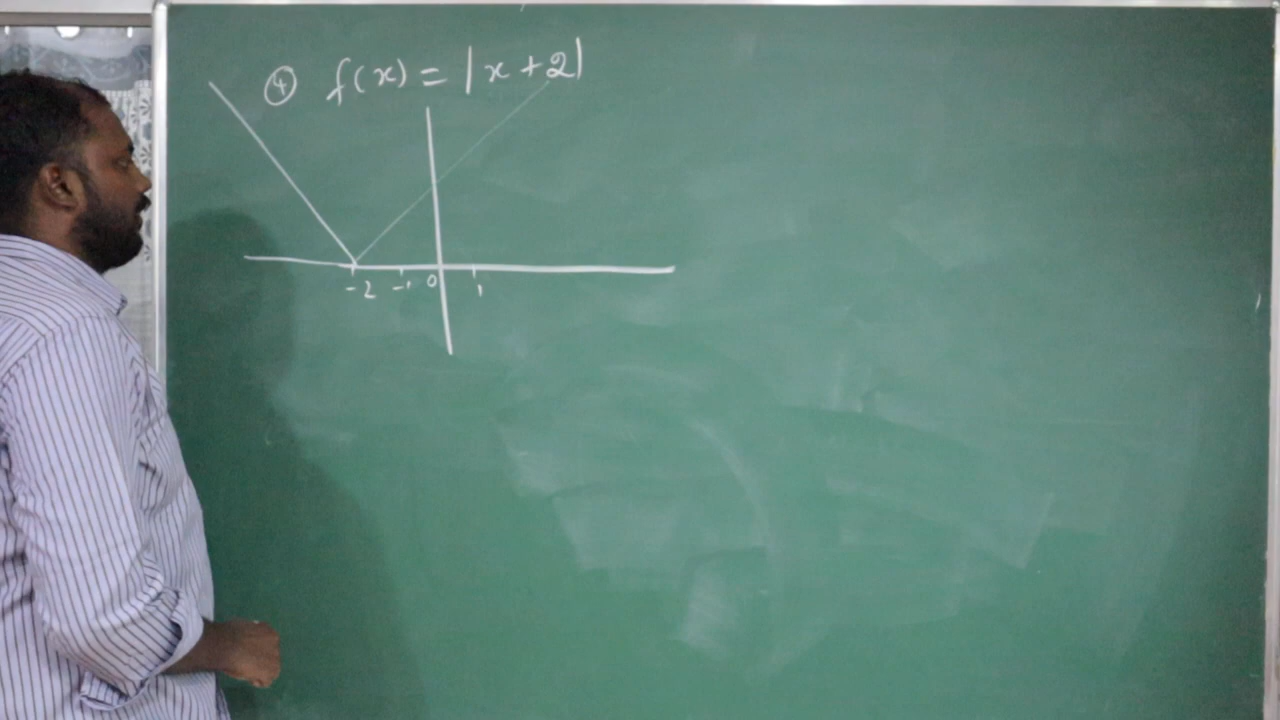 ④ f(x) = |x+2|
-2 -1 0 1